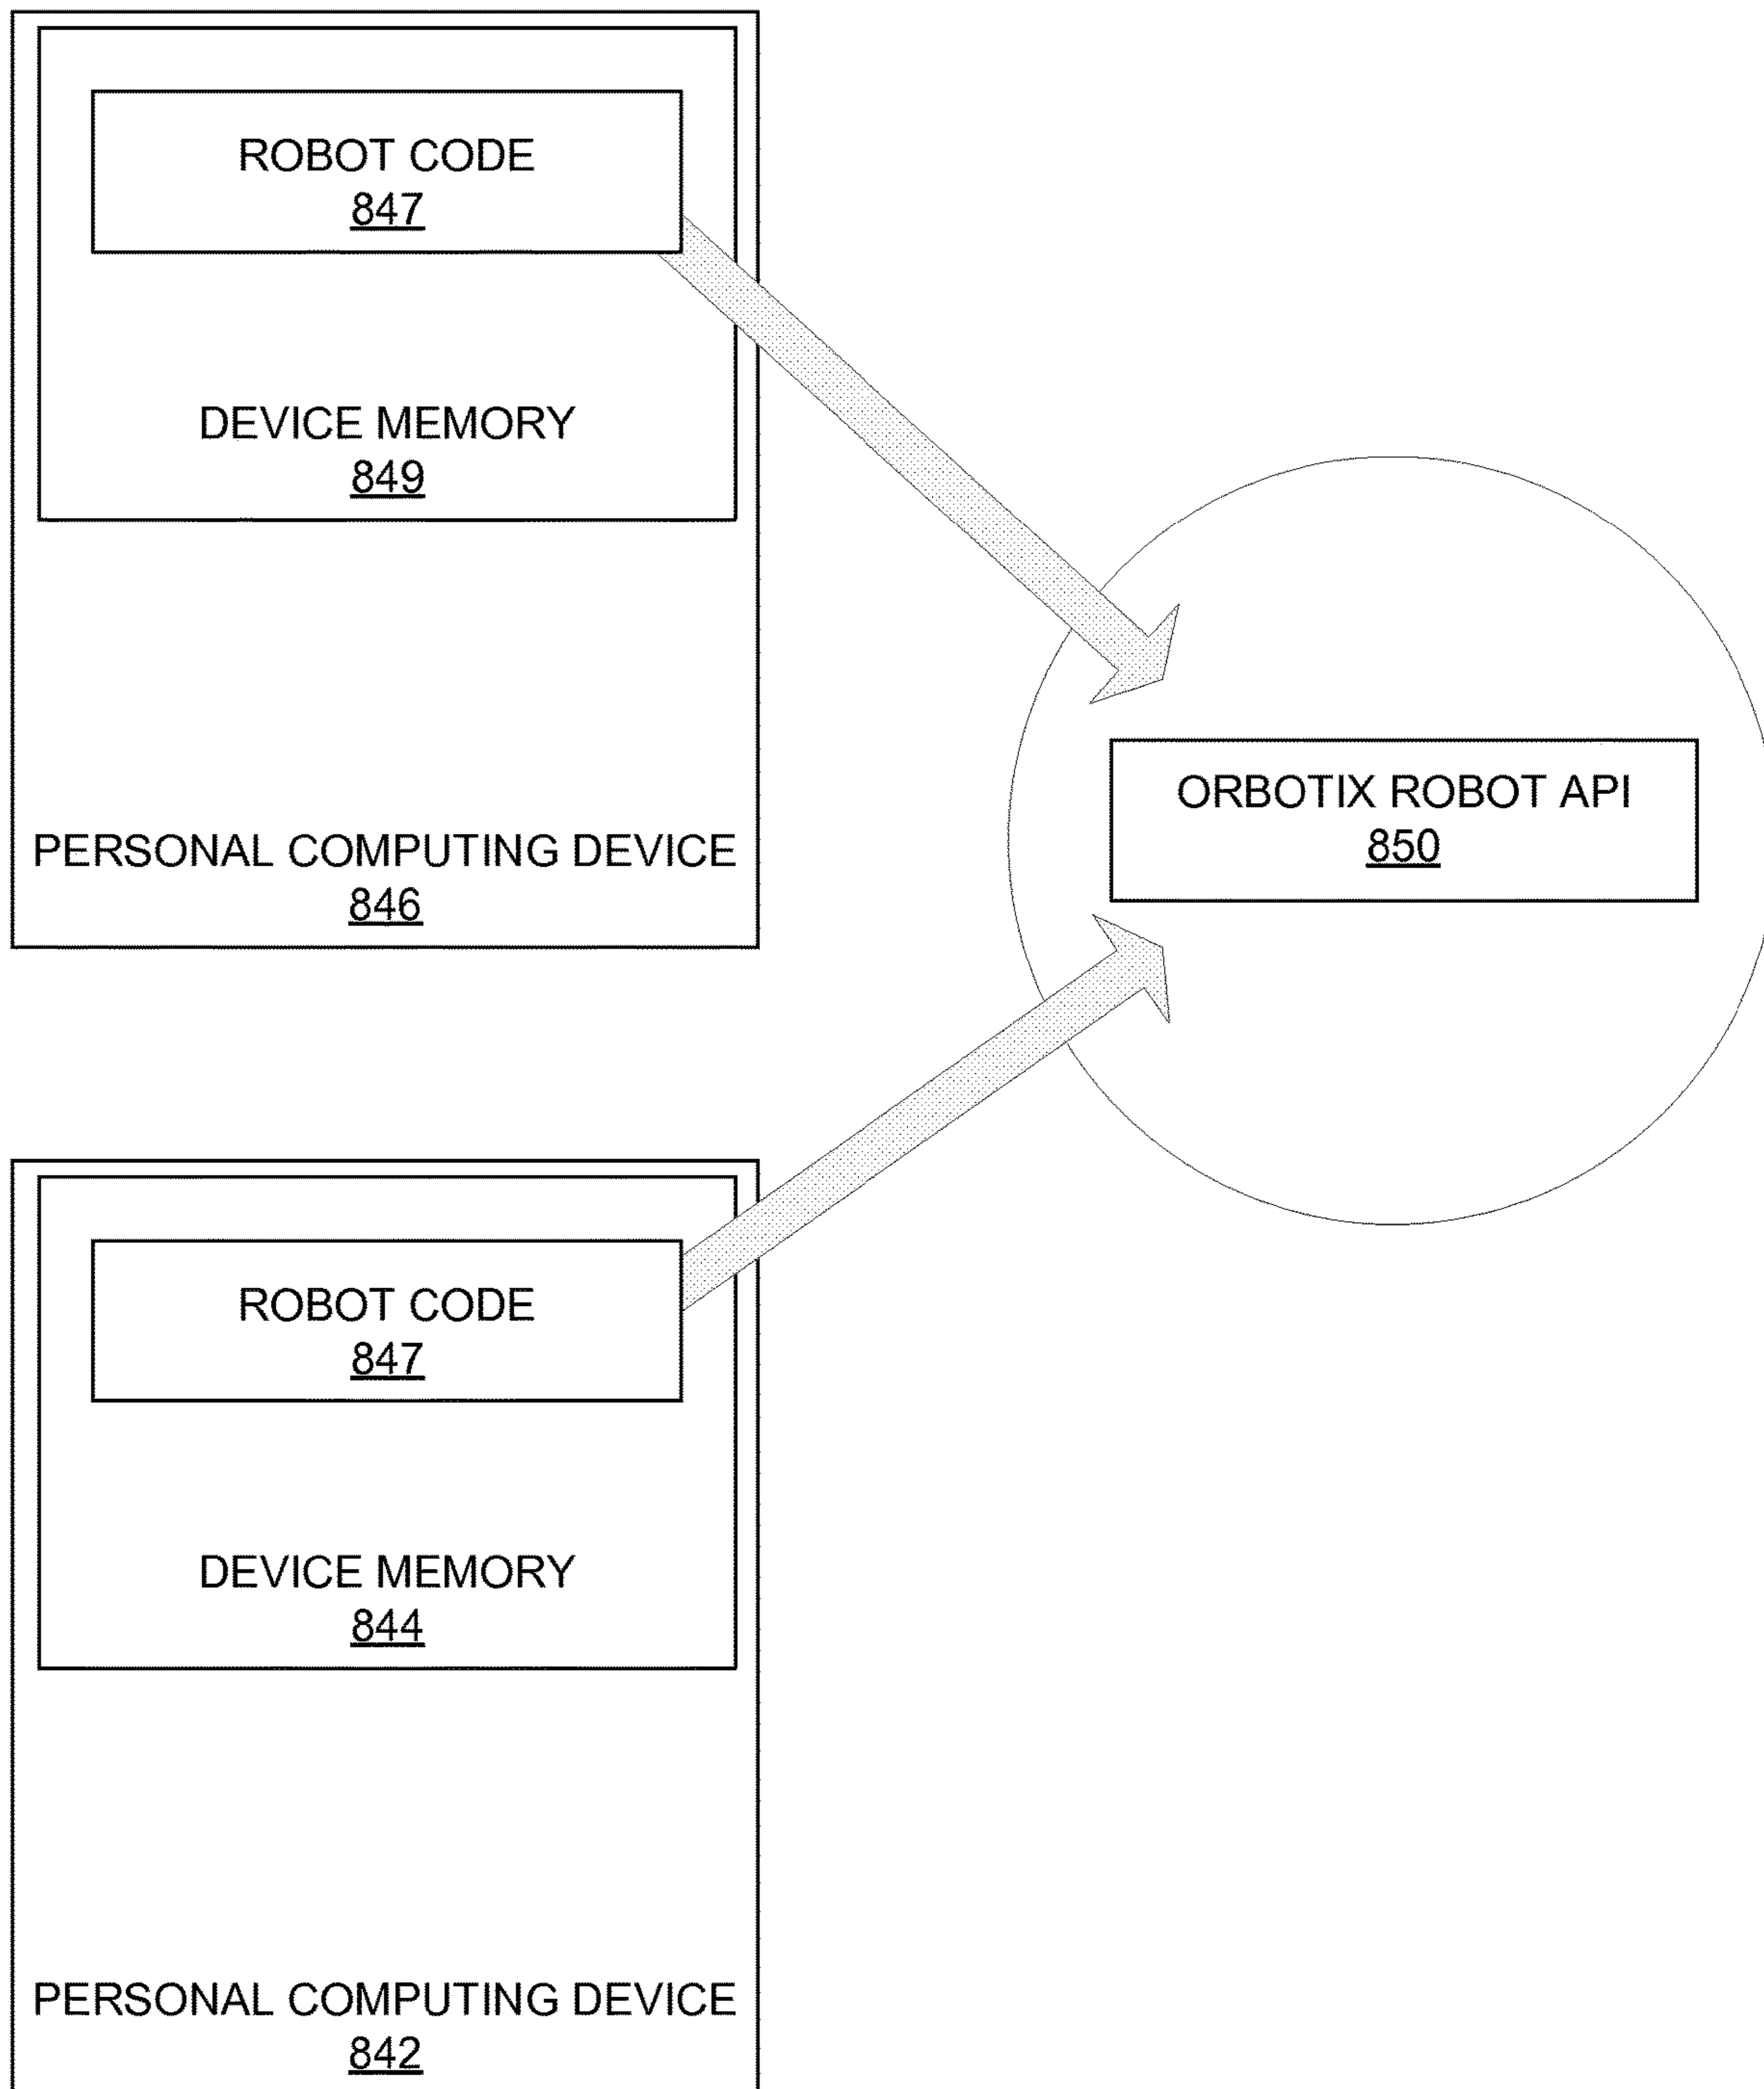 ROBOT CODE
847
DEVICE MEMORY
849
PERSONAL COMPUTING DEVICE
846
ORBOTIX ROBOT API
850
ROBOT CODE
847
DEVICE MEMORY
844
PERSONAL COMPUTING DEVICE
842